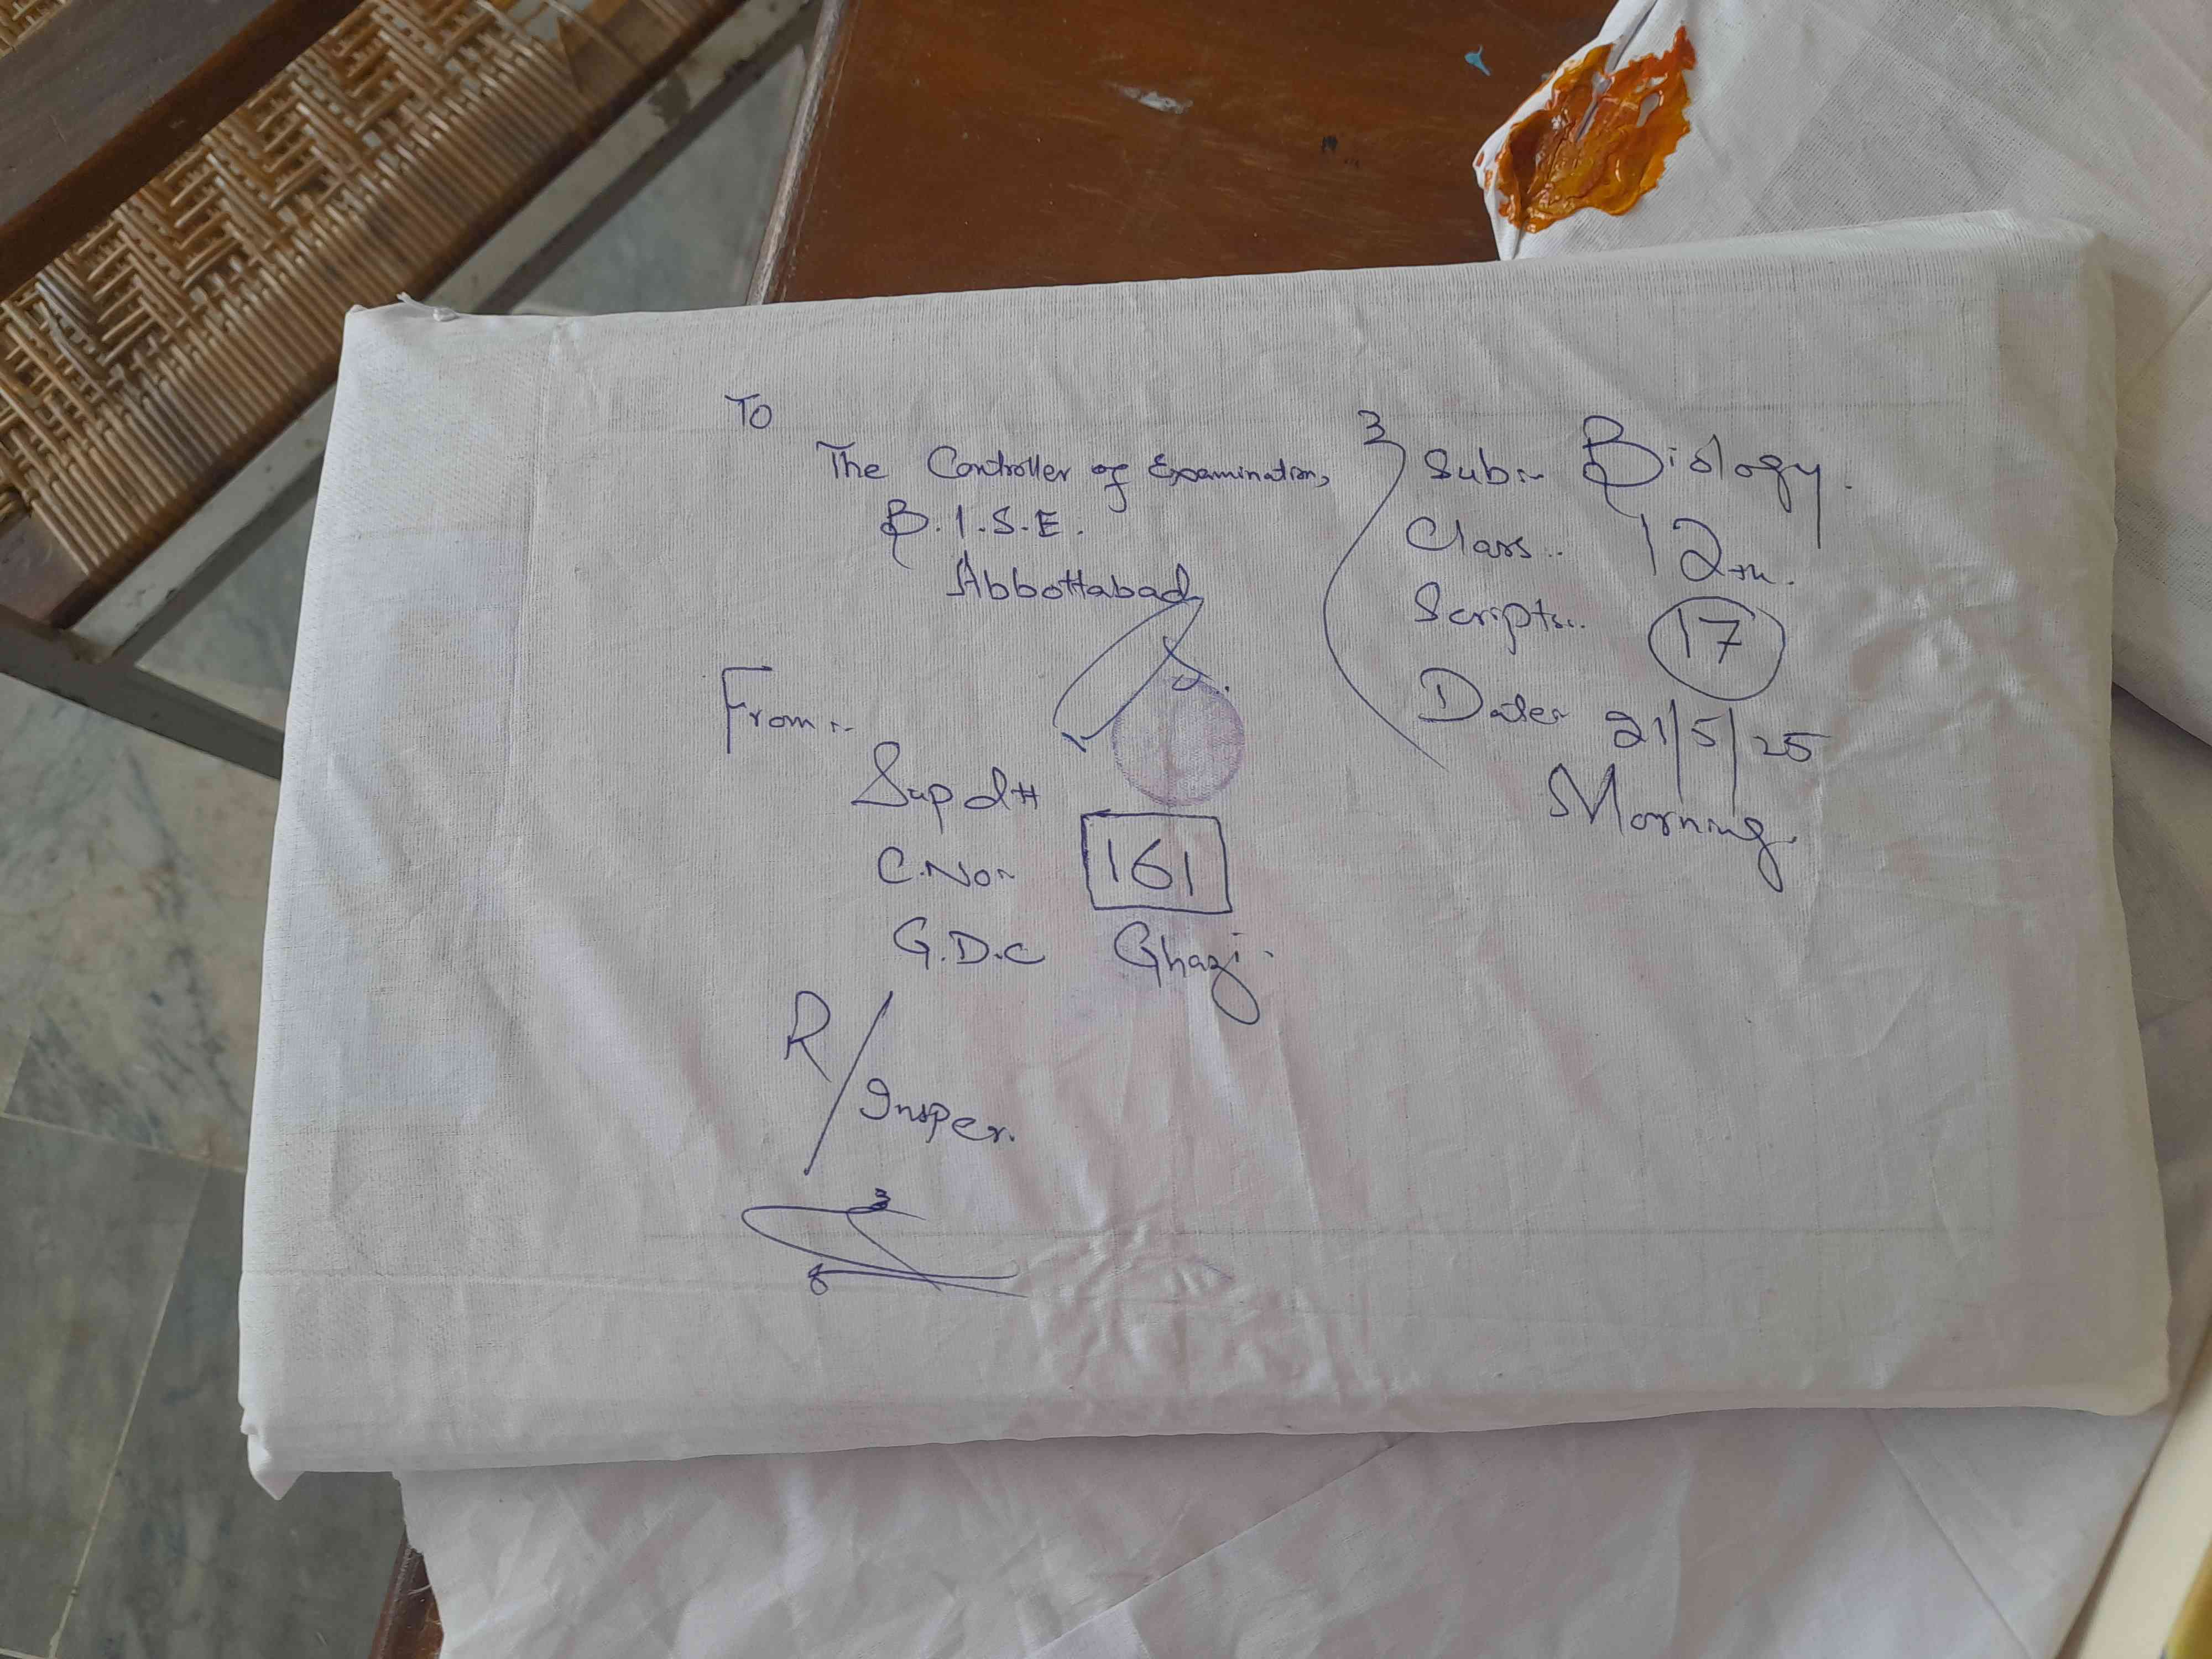 To
The Controller of Examination,
B.I.S.E.
Abbottabad
From:-
Supdtt
C.No:-
161
G.D.C Ghazi.
R/Insper.
Sub:- Biology.
Class:- 12th.
Scripts:- 17
Date:- 21/5/25
Morning.